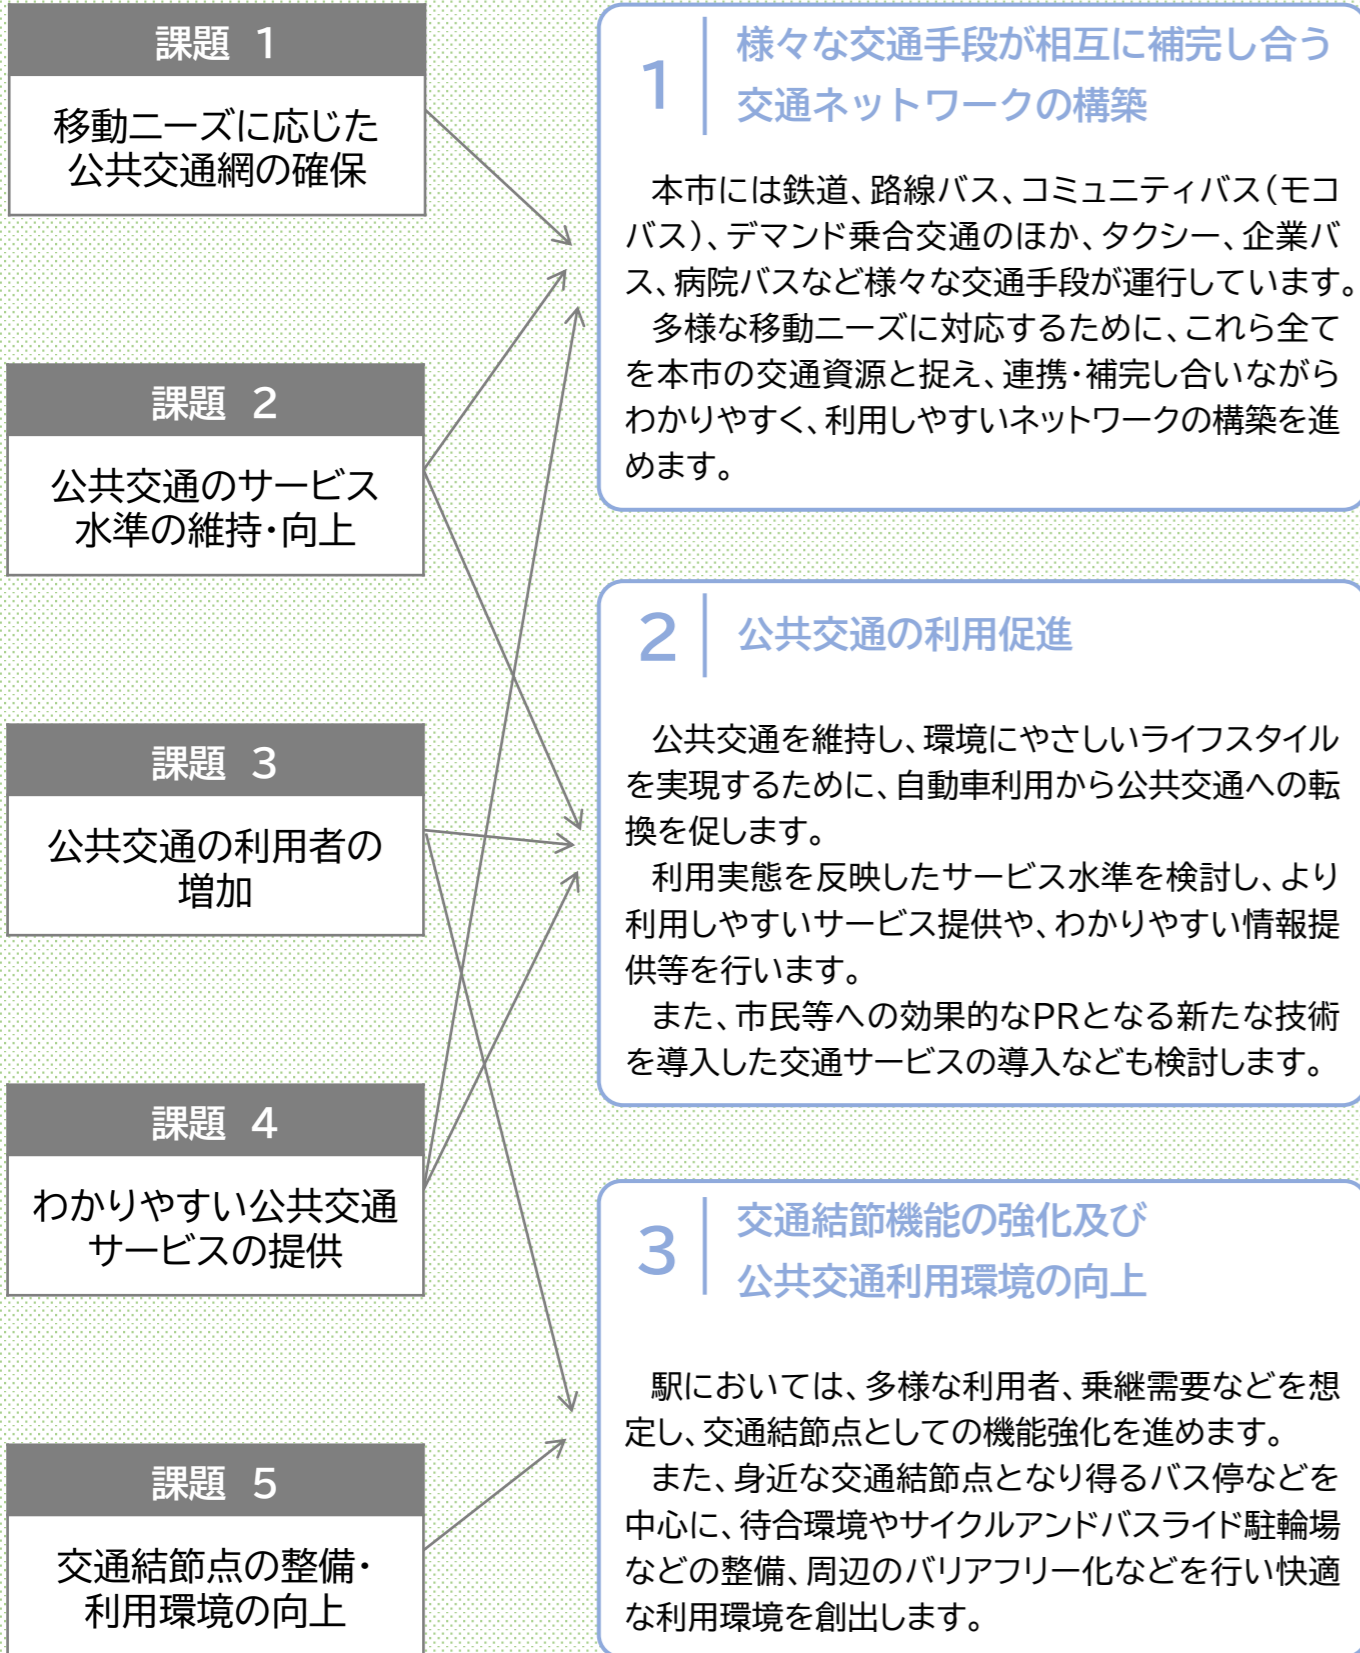 課題 1
移動ニーズに応じた
公共交通網の確保
課題 2
公共交通のサービス
水準の維持・向上
課題 3
公共交通の利用者の
増加
課題 4
わかりやすい公共交通
サービスの提供
課題 5
交通結節点の整備・
利用環境の向上
1
様々な交通手段が相互に補完し合う
交通ネットワークの構築
本市には鉄道、路線バス、コミュニティバス(モコ
バス)、デマンド乗合交通のほか、タクシー、企業バ
ス、病院バスなど様々な交通手段が運行しています。
多様な移動ニーズに対応するために、これら全て
を本市の交通資源と捉え、連携・補完し合いながら
わかりやすく、利用しやすいネットワークの構築を進
めます。
2
公共交通の利用促進
公共交通を維持し、環境にやさしいライフスタイル
を実現するために、自動車利用から公共交通への転
換を促します。
利用実態を反映したサービス水準を検討し、より
利用しやすいサービス提供や、わかりやすい情報提
供等を行います。
また、市民等への効果的なPRとなる新たな技術
を導入した交通サービスの導入なども検討します。
3
交通結節機能の強化及び
公共交通利用環境の向上
駅においては、多様な利用者、乗継需要などを想
定し、交通結節点としての機能強化を進めます。
また、身近な交通結節点となり得るバス停などを
中心に、待合環境やサイクルアンドバスライド駐輪場
などの整備、周辺のバリアフリー化などを行い快適
な利用環境を創出します。